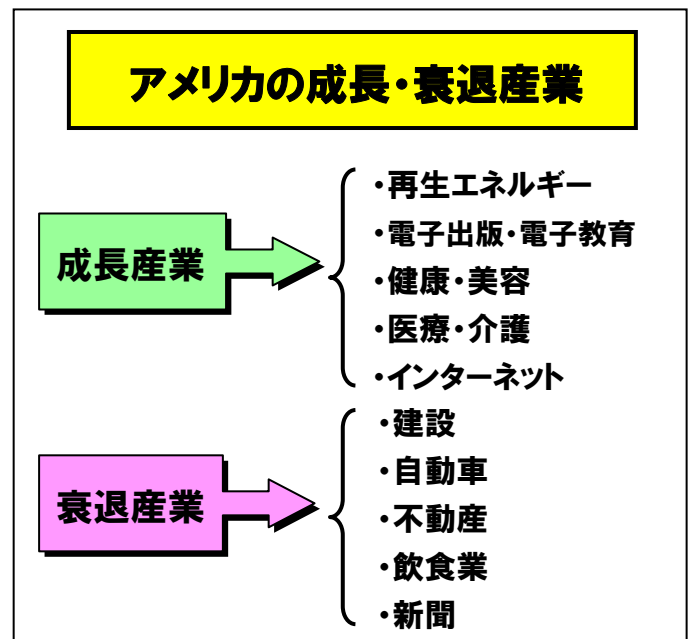 アメリカの成長・衰退産業
成長産業
・再生エネルギー
・電子出版・電子教育
・健康・美容
・医療・介護
・インターネット
衰退産業
・建設
・自動車
・不動産
・飲食業
・新聞